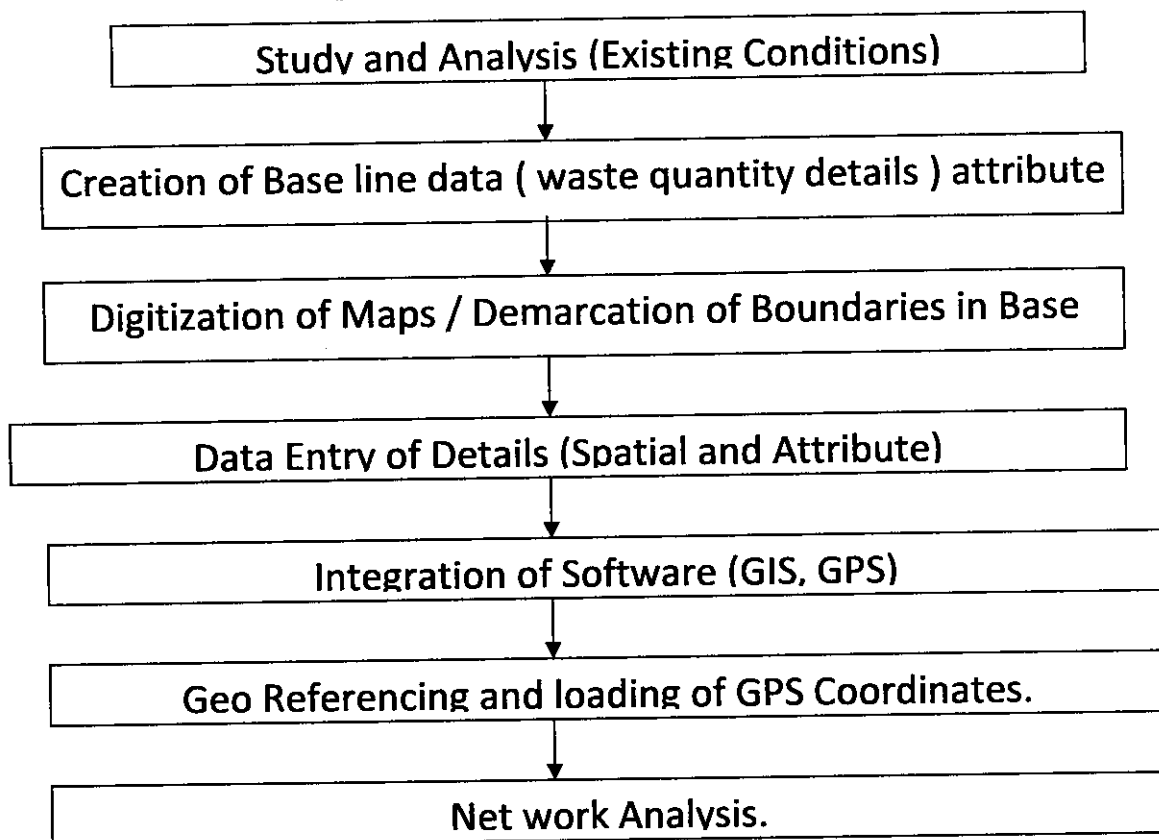 Study and Analysis (Existing Conditions)
Creation of Base line data ( waste quantity details ) attribute
Digitization of Maps / Demarcation of Boundaries in Base
Data Entry of Details (Spatial and Attribute)
Integration of Software (GIS, GPS)
Geo Referencing and loading of GPS Coordinates.
Net work Analysis.